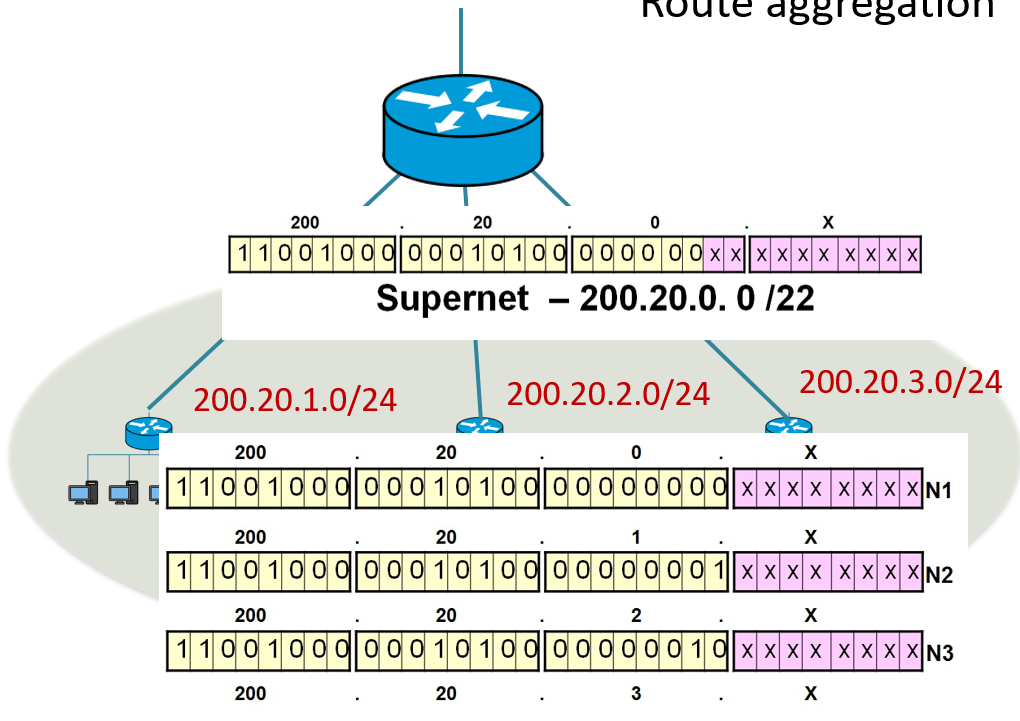 Route aggregation
200 . 20 . 0 . X
1 1 0 0 1 0 0 0 0 0 0 1 0 1 0 0 0 0 0 0 0 0 x x x x x x x x x x
Supernet – 200.20.0. 0 /22
200.20.1.0/24 200.20.2.0/24 200.20.3.0/24
200 . 20 . 0 . X
1 1 0 0 1 0 0 0 0 0 0 1 0 1 0 0 0 0 0 0 0 0 0 0 x x x x x x x x N1
200 . 20 . 1 . X
1 1 0 0 1 0 0 0 0 0 0 1 0 1 0 0 0 0 0 0 0 0 0 1 x x x x x x x x N2
200 . 20 . 2 . X
1 1 0 0 1 0 0 0 0 0 0 1 0 1 0 0 0 0 0 0 0 0 1 0 x x x x x x x x N3
200 . 20 . 3 . X